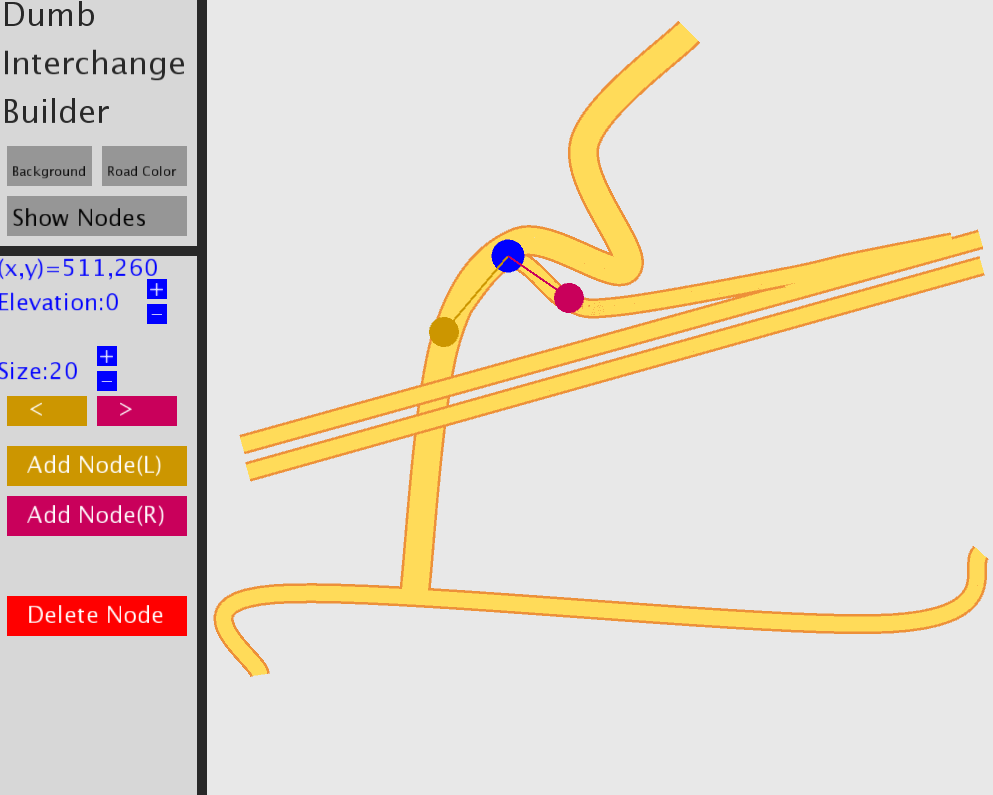 Dumb
Interchange
Builder
Background Road Color
Show Nodes
(x,y)=511,260
+
Elevation:0
−
+
Size:20
−
< >
Add Node(L)
Add Node(R)
Delete Node